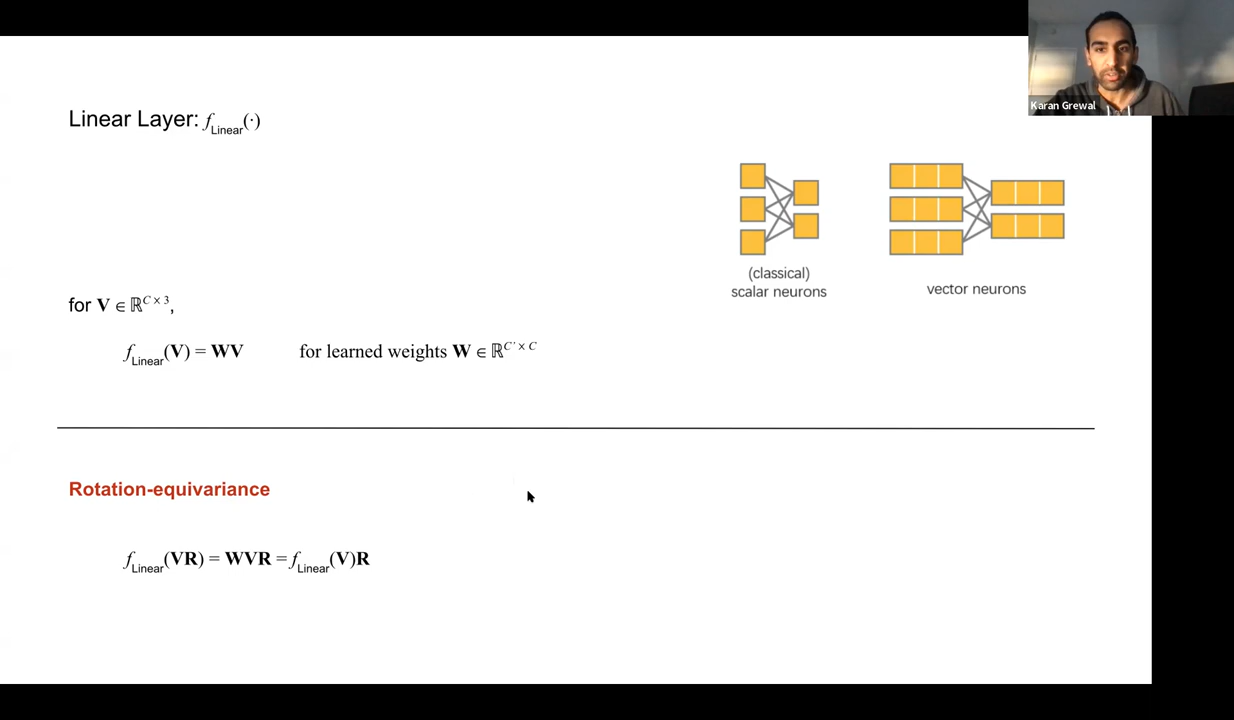 Karan Grewal
Linear Layer: f_Linear(·)
(classical)
scalar neurons
vector neurons
for V ∈ ℝ^{C × 3},
f_Linear(V) = WV for learned weights W ∈ ℝ^{C' × C}
Rotation-equivariance
f_Linear(VR) = WVR = f_Linear(V)R